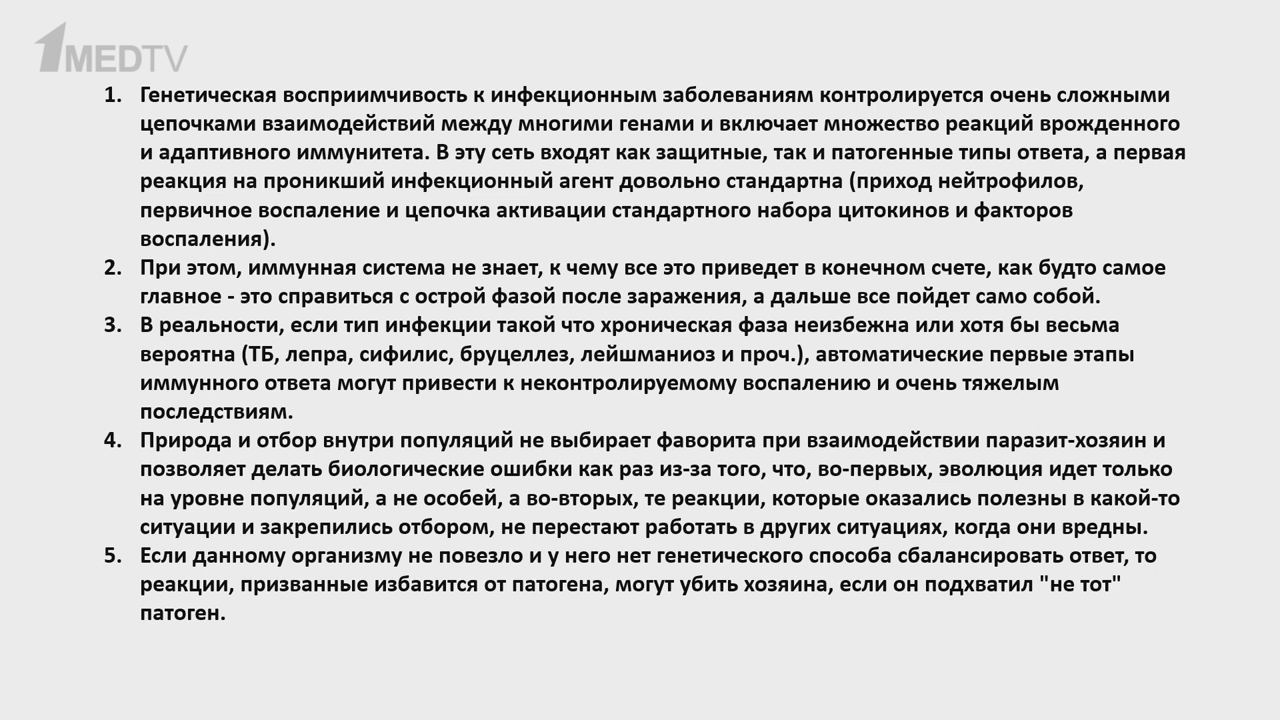 1MEDTV
1. Генетическая восприимчивость к инфекционным заболеваниям контролируется очень сложными
цепочками взаимодействий между многими генами и включает множество реакций врожденного
и адаптивного иммунитета. В эту сеть входят как защитные, так и патогенные типы ответа, а первая
реакция на проникший инфекционный агент довольно стандартна (приход нейтрофилов,
первичное воспаление и цепочка активации стандартного набора цитокинов и факторов
воспаления).
2. При этом, иммунная система не знает, к чему все это приведет в конечном счете, как будто самое
главное - это справиться с острой фазой после заражения, а дальше все пойдет само собой.
3. В реальности, если тип инфекции такой что хроническая фаза неизбежна или хотя бы весьма
вероятна (ТБ, лепра, сифилис, бруцеллез, лейшманиоз и проч.), автоматические первые этапы
иммунного ответа могут привести к неконтролируемому воспалению и очень тяжелым
последствиям.
4. Природа и отбор внутри популяций не выбирает фаворита при взаимодействии паразит-хозяин и
позволяет делать биологические ошибки как раз из-за того, что, во-первых, эволюция идет только
на уровне популяций, а не особей, а во-вторых, те реакции, которые оказались полезны в какой-то
ситуации и закрепились отбором, не перестают работать в других ситуациях, когда они вредны.
5. Если данному организму не повезло и у него нет генетического способа сбалансировать ответ, то
реакции, призванные избавится от патогена, могут убить хозяина, если он подхватил "не тот"
патоген.